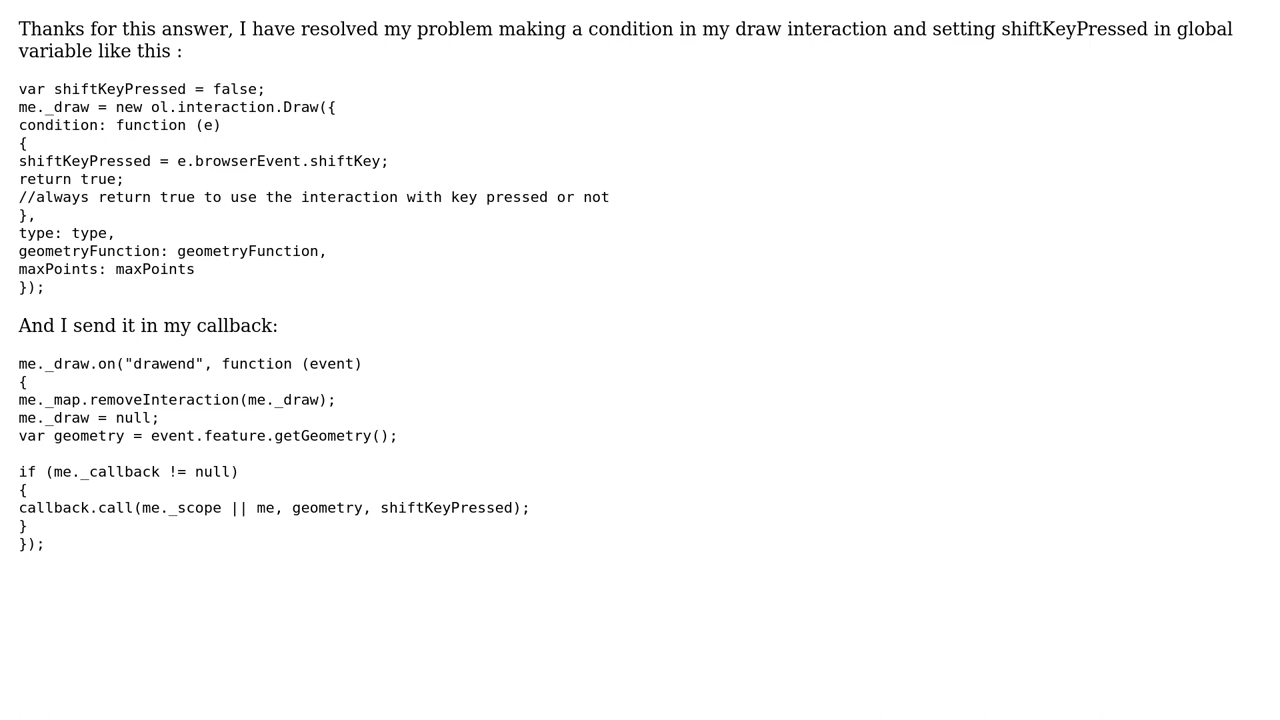 Thanks for this answer, I have resolved my problem making a condition in my draw interaction and setting shiftKeyPressed in global
variable like this :
var shiftKeyPressed = false;
me._draw = new ol.interaction.Draw({
condition: function (e)
{
shiftKeyPressed = e.browserEvent.shiftKey;
return true;
//always return true to use the interaction with key pressed or not
},
type: type,
geometryFunction: geometryFunction,
maxPoints: maxPoints
});
And I send it in my callback:
me._draw.on("drawend", function (event)
{
me._map.removeInteraction(me._draw);
me._draw = null;
var geometry = event.feature.getGeometry();
if (me._callback != null)
{
callback.call(me._scope || me, geometry, shiftKeyPressed);
}
});